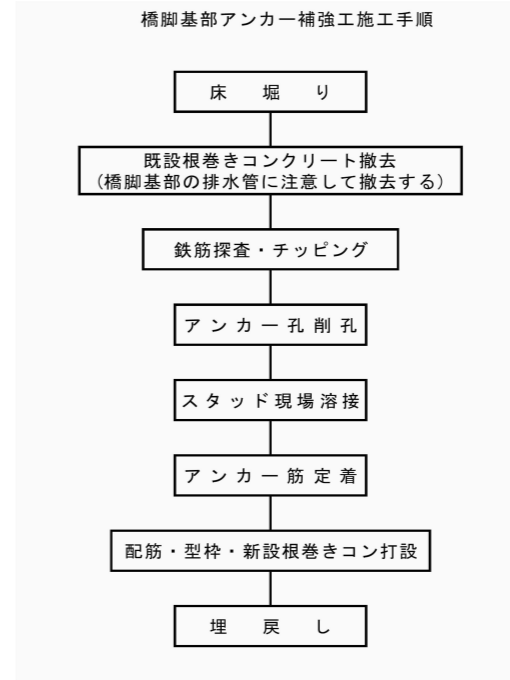 橋脚基部アンカー補強工施工手順
床堀り
既設根巻きコンクリート撤去
(橋脚基部の排水管に注意して撤去する)
鉄筋探査・チッピング
アンカー孔削孔
スタッド現場溶接
アンカー筋定着
配筋・型枠・新設根巻きコン打設
埋戻し